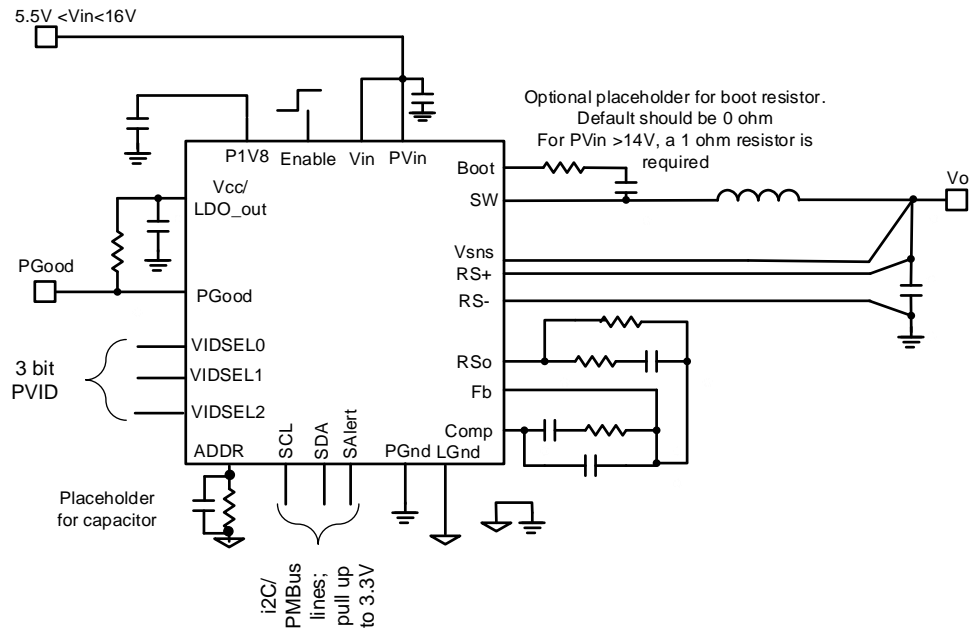 5.5V <Vin<16V
Optional placeholder for boot resistor.
Default should be 0 ohm
For PVin >14V, a 1 ohm resistor is
required
P1V8
Enable
Vin
PVin
Boot
Vcc/
LDO_out
SW
Vo
Vsns
RS+
PGood
PGood
RS-
VIDSEL0
3 bit
PVID
VIDSEL1
RSo
Fb
VIDSEL2
Comp
ADDR
SCL
SDA
SAlert
PGnd
LGnd
Placeholder
for capacitor
i2C/
PMBus
lines;
pull up
to 3.3V